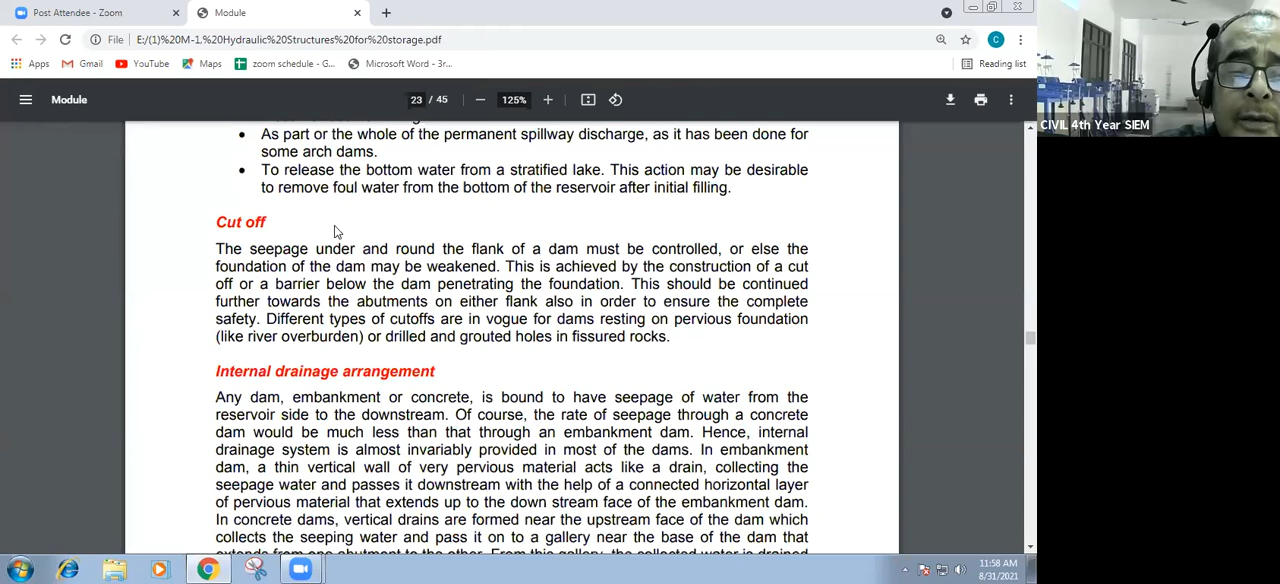 Post Attendee - Zoom
Module
File
E:/(1)%20M-1.%20Hydraulic%20Structures%20for%20storage.pdf
C
Apps
Gmail
YouTube
Maps
zoom schedule - G...
Microsoft Word - 3r...
Reading list
Module
23 / 45
125%
CIVIL 4th Year SIEM
• As part or the whole of the permanent spillway discharge, as it has been done for
some arch dams.
• To release the bottom water from a stratified lake. This action may be desirable
to remove foul water from the bottom of the reservoir after initial filling.
Cut off
The seepage under and round the flank of a dam must be controlled, or else the
foundation of the dam may be weakened. This is achieved by the construction of a cut
off or a barrier below the dam penetrating the foundation. This should be continued
further towards the abutments on either flank also in order to ensure the complete
safety. Different types of cutoffs are in vogue for dams resting on pervious foundation
(like river overburden) or drilled and grouted holes in fissured rocks.
Internal drainage arrangement
Any dam, embankment or concrete, is bound to have seepage of water from the
reservoir side to the downstream. Of course, the rate of seepage through a concrete
dam would be much less than that through an embankment dam. Hence, internal
drainage system is almost invariably provided in most of the dams. In embankment
dam, a thin vertical wall of very pervious material acts like a drain, collecting the
seepage water and passes it downstream with the help of a connected horizontal layer
of pervious material that extends up to the down stream face of the embankment dam.
In concrete dams, vertical drains are formed near the upstream face of the dam which
collects the seeping water and pass it on to a gallery near the base of the dam that
extends from one abutment to the other. From this gallery, the collected water is drained
11:58 AM
8/31/2021